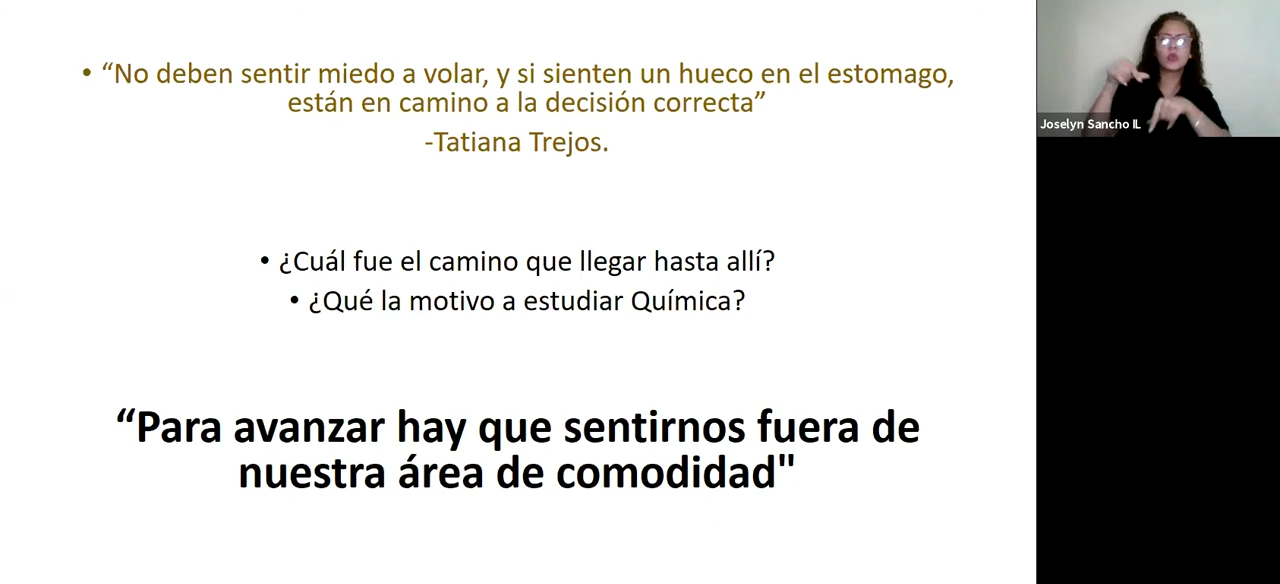 • “No deben sentir miedo a volar, y si sienten un hueco en el estomago,
están en camino a la decisión correcta”
-Tatiana Trejos.
• ¿Cuál fue el camino que llegar hasta allí?
• ¿Qué la motivo a estudiar Química?
“Para avanzar hay que sentirnos fuera de
nuestra área de comodidad"
Joselyn Sancho IL